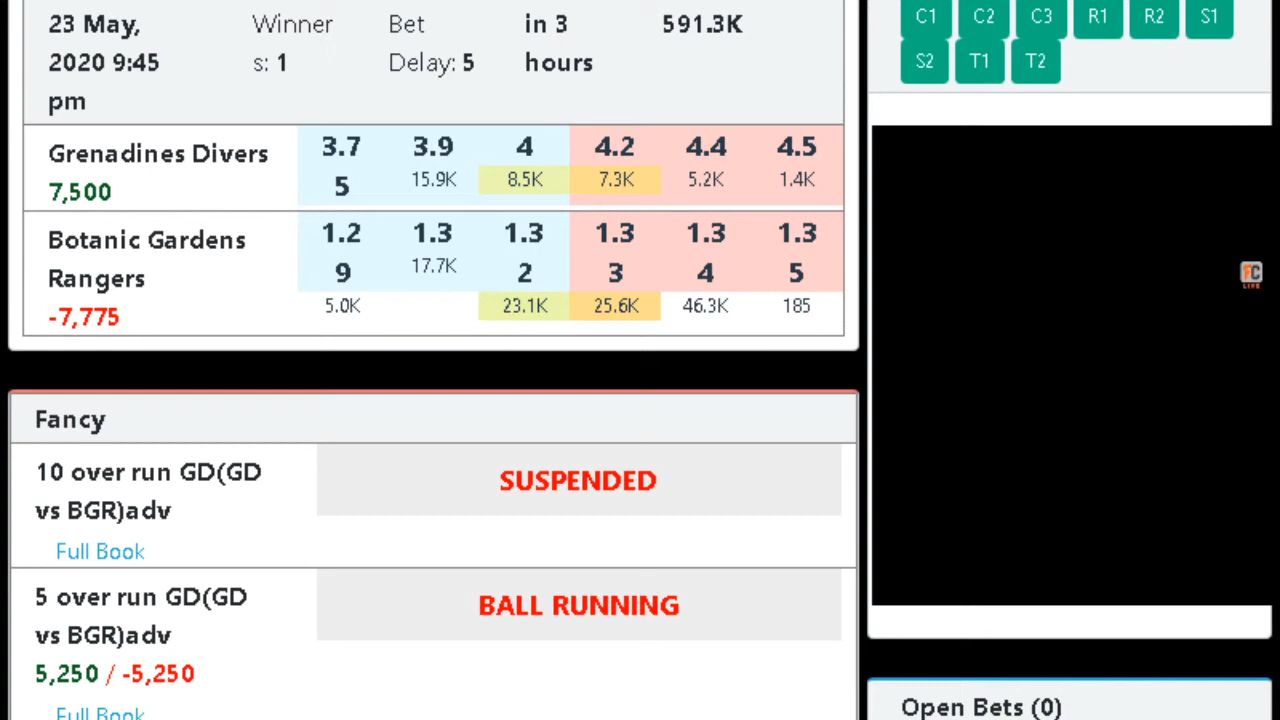 23 May,
2020 9:45
pm
Winner
s: 1
Bet
Delay: 5
in 3
hours
591.3K
Grenadines Divers
7,500
3.7
5
3.9
15.9K
4
8.5K
4.2
7.3K
4.4
5.2K
4.5
1.4K
Botanic Gardens
Rangers
-7,775
1.2
9
5.0K
1.3
17.7K
1.3
2
23.1K
1.3
3
25.6K
1.3
4
46.3K
1.3
5
185
Fancy
10 over run GD(GD
vs BGR)adv
Full Book
SUSPENDED
5 over run GD(GD
vs BGR)adv
5,250 / -5,250
Full Book
BALL RUNNING
C1 C2 C3 R1 R2 S1
S2 T1 T2
FC
LIVE
Open Bets (0)